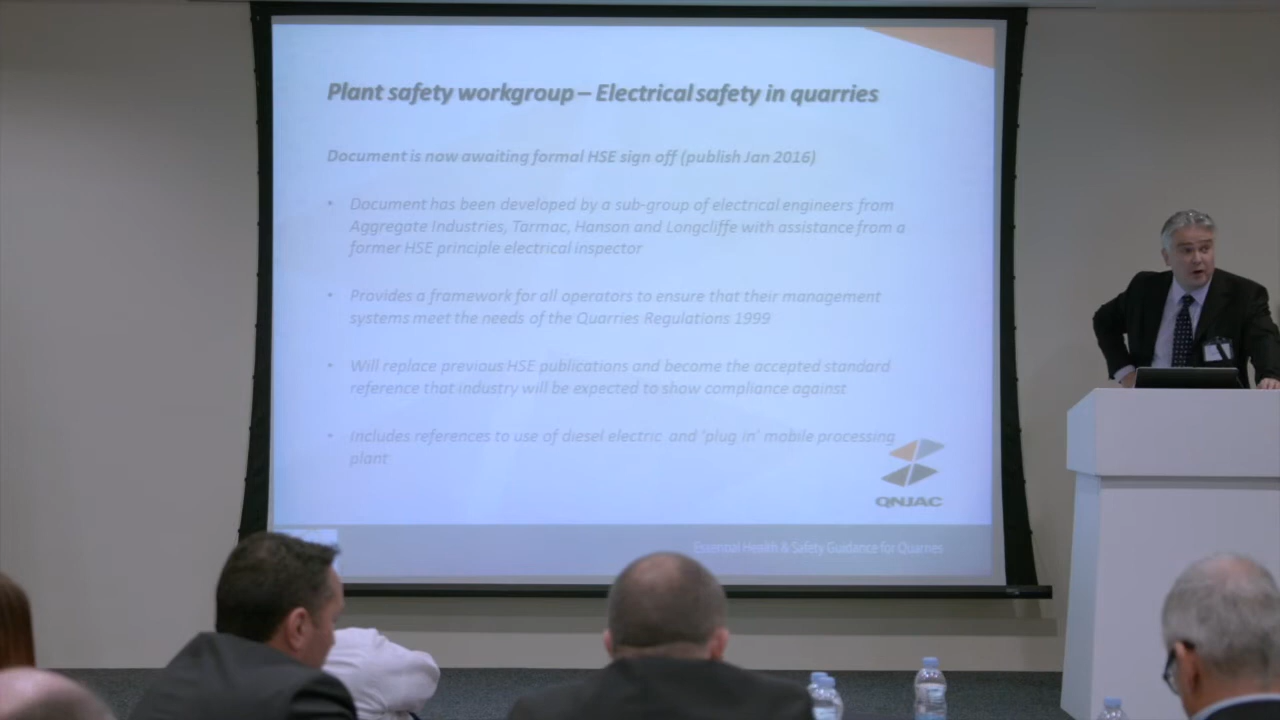 Plant safety workgroup – Electrical safety in quarries
Document is now awaiting formal HSE sign off (publish Jan 2016)
• Document has been developed by a sub-group of electrical engineers from
Aggregate Industries, Tarmac, Hanson and Longcliffe with assistance from a
former HSE principle electrical inspector
• Provides a framework for all operators to ensure that their management
systems meet the needs of the Quarries Regulations 1999
• Will replace previous HSE publications and become the accepted standard
reference that industry will be expected to show compliance against
• Includes references to use of diesel electric and 'plug in' mobile processing
plant
QNJAC
Essential Health & Safety Guidance for Quarries